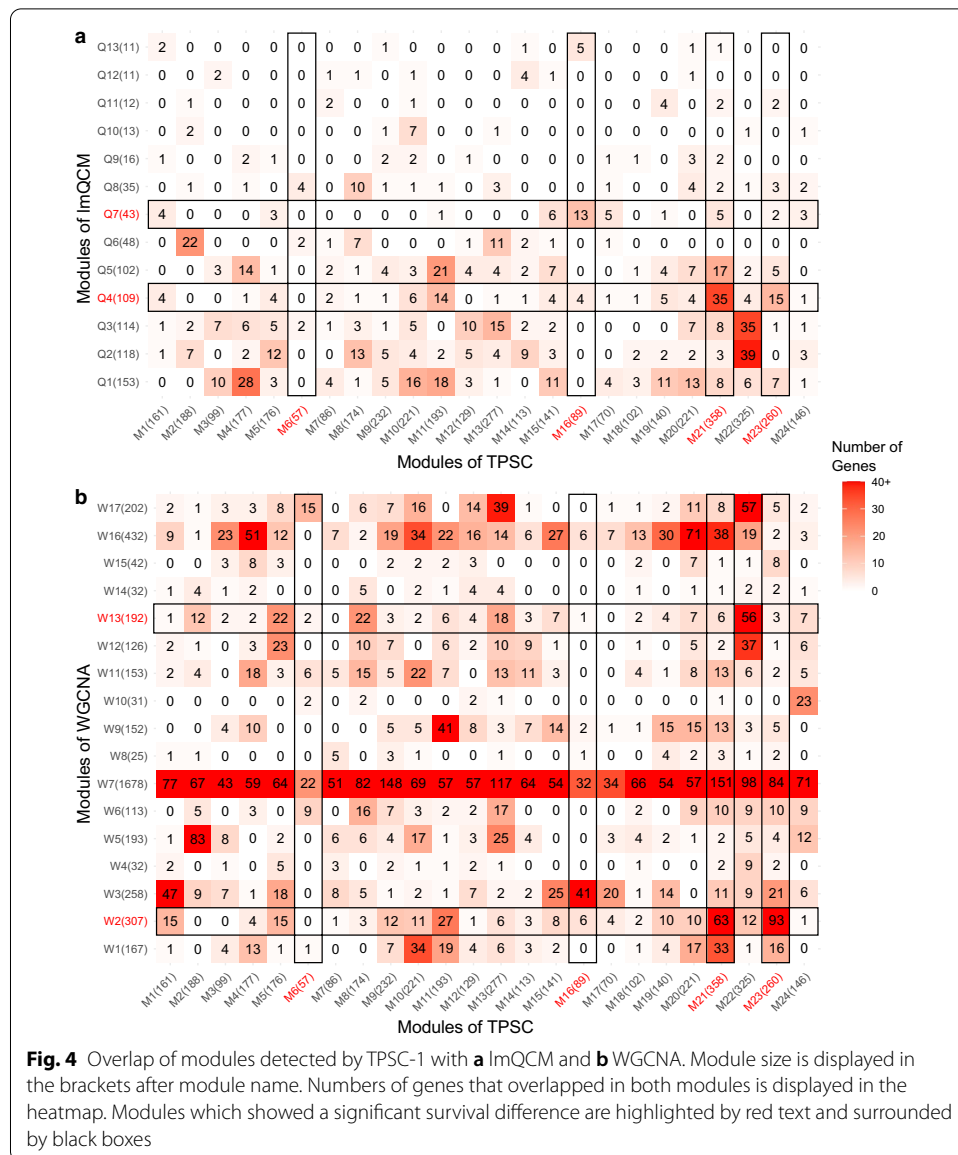 a
Modules of lmQCM
Q13(11) 2 0 0 0 0 0 0 0 1 0 0 0 0 1 0 5 0 0 0 1 1 0 0 0
Q12(11) 0 0 2 0 0 0 1 1 0 1 0 0 0 4 1 0 0 0 0 1 0 0 0 0
Q11(12) 0 1 0 0 0 0 2 0 0 1 0 0 0 0 0 0 0 0 4 0 2 0 2 0
Q10(13) 0 2 0 0 0 0 0 0 1 7 0 0 1 0 0 0 0 0 0 0 0 1 0 1
Q9(16) 1 0 0 2 1 0 0 0 2 2 0 1 0 0 0 0 1 1 0 3 2 0 0 0
Q8(35) 0 1 0 1 0 4 0 10 1 1 1 0 3 0 0 0 1 0 0 4 2 1 3 2
Q7(43) 4 0 0 0 3 0 0 0 0 0 1 0 0 0 6 13 5 0 1 0 5 0 2 3
Q6(48) 0 22 0 0 0 2 1 7 0 0 0 1 11 2 1 0 1 0 0 0 0 0 0 0
Q5(102) 0 0 3 14 1 0 2 1 4 3 21 4 4 2 7 0 0 1 4 7 17 2 5 0
Q4(109) 4 0 0 1 4 0 2 1 1 6 14 0 1 1 4 4 1 1 5 4 35 4 15 1
Q3(114) 1 2 7 6 5 2 1 3 1 5 0 10 15 2 2 0 0 0 0 7 8 35 1 1
Q2(118) 1 7 0 2 12 0 0 13 5 4 2 5 4 9 3 0 0 2 2 2 3 39 0 3
Q1(153) 0 0 10 28 3 0 4 1 5 16 18 3 1 0 11 0 4 3 11 13 8 6 7 1
M1(161) M2(188) M3(99) M4(177) M5(176) M6(57) M7(86) M8(174) M9(232) M10(221) M11(193) M12(129) M13(277) M14(113) M15(141) M16(89) M17(70) M18(102) M19(140) M20(221) M21(358) M22(325) M23(260) M24(146)
Modules of TPSC
Number of
Genes
40+
30
20
10
0
b
Modules of WGCNA
W17(202) 2 1 3 3 8 15 0 6 7 16 0 14 39 1 0 0 1 1 2 11 8 57 5 2
W16(432) 9 1 23 51 12 0 7 2 19 34 22 16 14 6 27 6 7 13 30 71 38 19 2 3
W15(42) 0 0 3 8 3 0 0 0 2 2 2 3 0 0 0 0 0 2 0 7 1 1 8 0
W14(32) 1 4 1 2 0 0 0 5 0 2 1 4 4 0 0 0 0 1 0 1 1 2 2 1
W13(192) 1 12 2 2 22 2 0 22 3 2 6 4 18 3 7 1 0 2 4 7 6 56 3 7
W12(126) 2 1 0 3 23 0 0 10 7 0 6 2 10 9 1 0 0 0 0 5 2 37 1 6
W11(153) 2 4 0 18 3 6 5 15 5 22 7 0 13 11 3 0 0 4 1 8 13 6 2 5
W10(31) 0 0 0 0 0 2 0 2 0 0 0 2 1 0 0 0 0 0 0 0 1 0 0 23
W9(152) 0 0 4 10 0 0 0 0 5 5 41 8 3 7 14 2 1 1 15 15 13 3 5 0
W8(25) 1 1 0 0 0 0 5 0 3 0 2 0 0 0 0 0 0 0 4 2 3 1 2 0
W7(1678) 77 67 43 59 64 22 51 82 148 69 57 57 117 64 54 32 34 66 54 57 151 98 84 71
W6(113) 0 5 0 3 0 9 0 16 7 3 2 2 17 0 0 0 0 2 0 9 10 9 10 9
W5(193) 1 83 8 0 2 0 6 6 4 17 1 3 25 4 0 0 3 4 2 1 2 5 4 12
W4(32) 2 0 1 0 5 0 3 0 2 1 1 2 1 0 0 0 0 0 0 0 2 9 2 0
W3(258) 47 9 7 1 18 0 8 5 1 2 1 7 2 2 25 41 20 0 14 0 11 9 21 6
W2(307) 15 0 0 4 15 0 1 3 12 11 27 1 6 3 8 6 4 2 10 10 63 12 93 1
W1(167) 1 0 4 13 1 1 0 0 7 34 19 4 6 3 2 0 0 1 4 17 33 1 16 0
M1(161) M2(188) M3(99) M4(177) M5(176) M6(57) M7(86) M8(174) M9(232) M10(221) M11(193) M12(129) M13(277) M14(113) M15(141) M16(89) M17(70) M18(102) M19(140) M20(221) M21(358) M22(325) M23(260) M24(146)
Modules of TPSC
Fig. 4 Overlap of modules detected by TPSC-1 with a lmQCM and b WGCNA. Module size is displayed in
the brackets after module name. Numbers of genes that overlapped in both modules is displayed in the
heatmap. Modules which showed a significant survival difference are highlighted by red text and surrounded
by black boxes